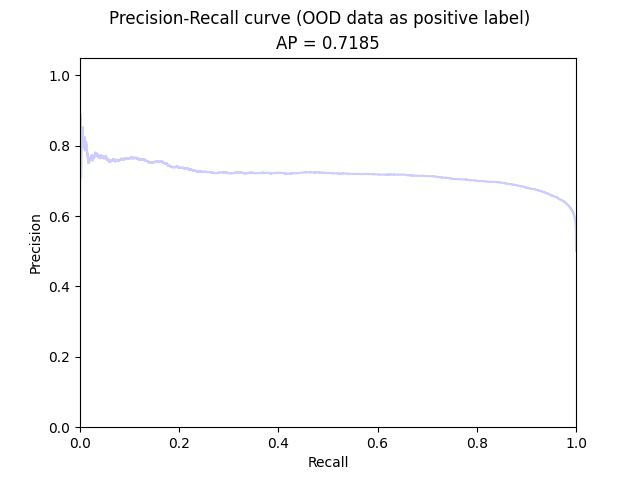 Precision-Recall curve (OOD data as positive label)
AP = 0.7185
1.0
0.8
0.6
0.4
0.2
0.0
Precision
0.0 0.2 0.4 0.6 0.8 1.0
Recall